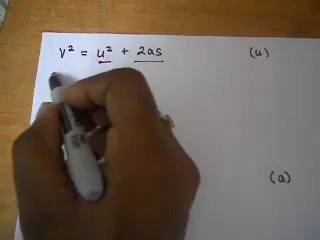 v² = u² + 2as (u)
(a)